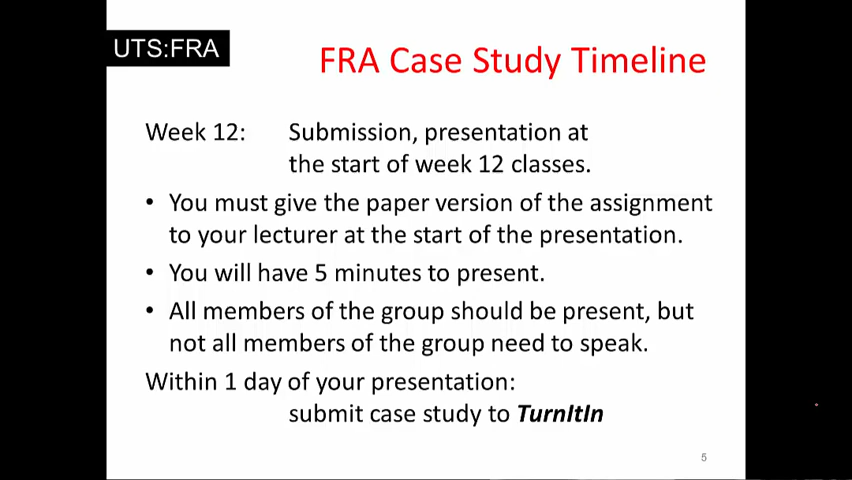 UTS:FRA
FRA Case Study Timeline
Week 12: Submission, presentation at
the start of week 12 classes.
• You must give the paper version of the assignment
to your lecturer at the start of the presentation.
• You will have 5 minutes to present.
• All members of the group should be present, but
not all members of the group need to speak.
Within 1 day of your presentation:
submit case study to TurnItIn
5